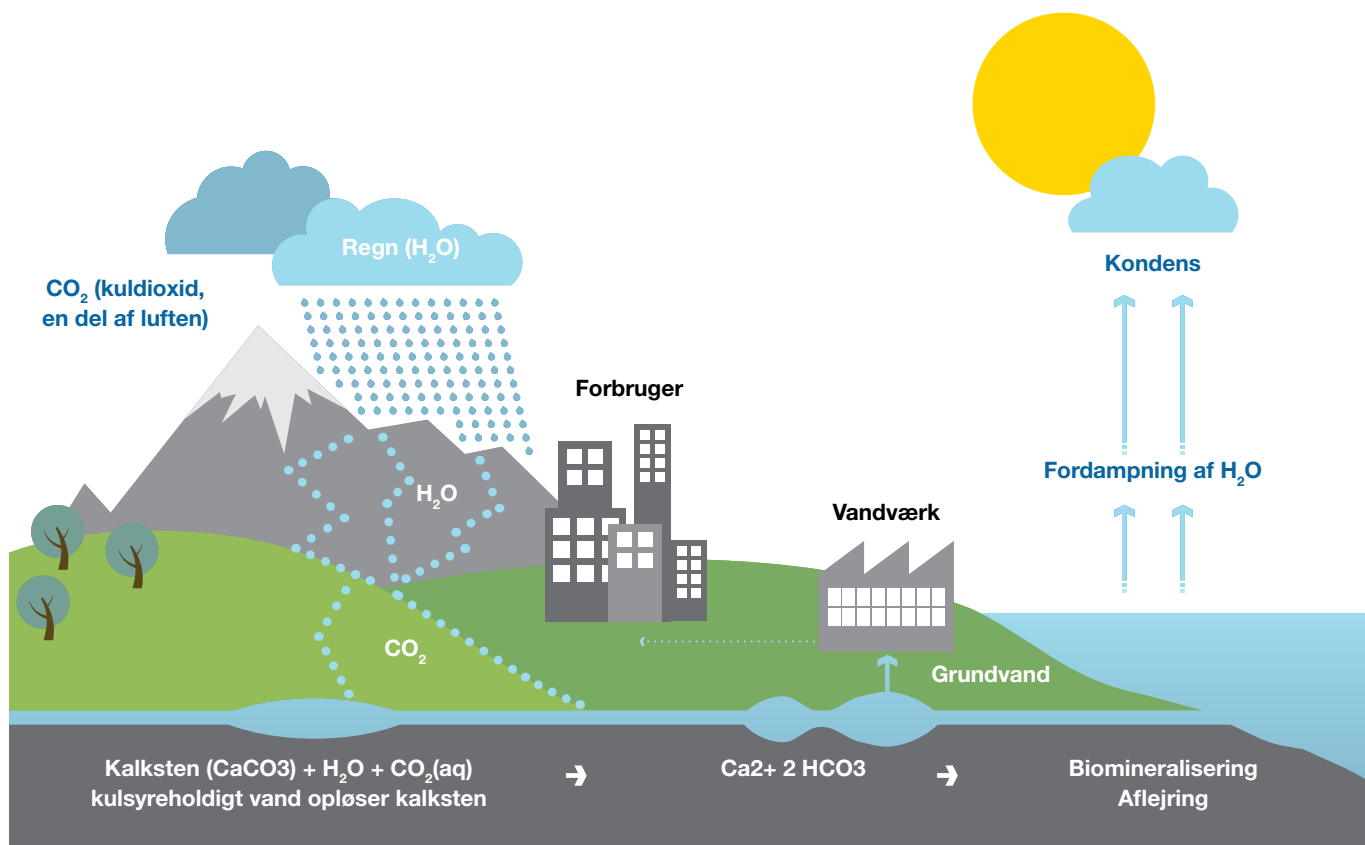 Regn (H₂O)
CO₂ (kuldioxid,
en del af luften)
Kondens
Forbruger
Fordampning af H₂O
H₂O
Vandværk
CO₂
Grundvand
Kalksten (CaCO3) + H₂O + CO₂(aq)
kulsyreholdigt vand opløser kalksten
Ca2+ 2 HCO3
Biomineralisering
Aflejring